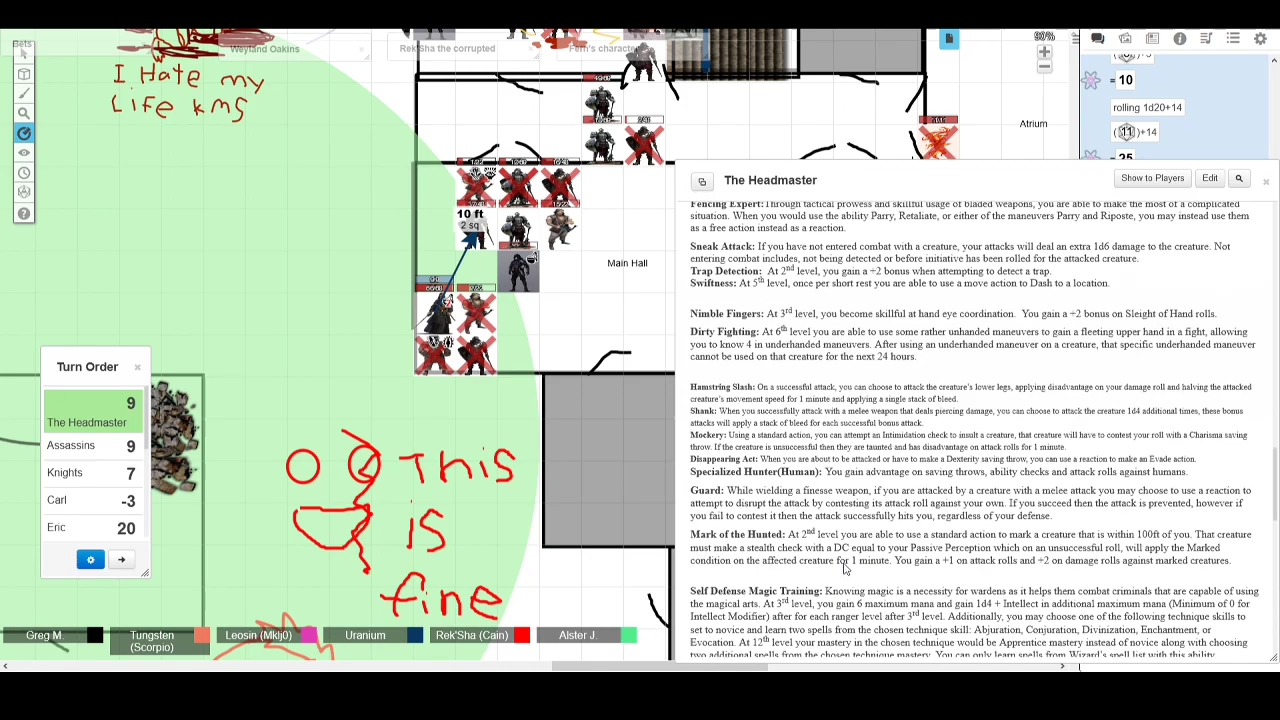 Bets
Weyland Oakins
Rek'Sha the corrupted
Fern's character
90%
I Hate my
Life kms
= 10
rolling 1d20+14
(11)+14
= 25
Atrium
The Headmaster
Show to Players
Edit
Fencing Expert: Through tactical prowess and skillful usage of bladed weapons, you are able to make the most of a complicated
situation. When you would use the ability Parry, Retaliate, or either of the maneuvers Parry and Riposte, you may instead use them
as a free action instead as a reaction.
Sneak Attack: If you have not entered combat with a creature, your attacks will deal an extra 1d6 damage to the creature. Not
entering combat includes, not being detected or before initiative has been rolled for the attacked creature.
Trap Detection: At 2nd level, you gain a +2 bonus when attempting to detect a trap.
Swiftness: At 5th level, once per short rest you are able to use a move action to Dash to a location.
10 ft
2 sq
Main Hall
Nimble Fingers: At 3rd level, you become skillful at hand eye coordination. You gain a +2 bonus on Sleight of Hand rolls.
Dirty Fighting: At 6th level you are able to use some rather unhanded maneuvers to gain a fleeting upper hand in a fight, allowing
you to know 4 in underhanded maneuvers. After using an underhanded maneuver on a creature, that specific underhanded maneuver
cannot be used on that creature for the next 24 hours.
Hamstring Slash: On a successful attack, you can choose to attack the creature's lower legs, applying disadvantage on your damage roll and halving the attacked
creature's movement speed for 1 minute and applying a single stack of bleed.
Shank: When you successfully attack with a melee weapon that deals piercing damage, you can choose to attack the creature 1d4 additional times, these bonus
attacks will apply a stack of bleed for each successful bonus attack.
Mockery: Using a standard action, you can attempt an Intimidation check to insult a creature, that creature will have to contest your roll with a Charisma saving
throw. If the creature is unsuccessful then they are taunted and has disadvantage on attack rolls for 1 minute.
Disappearing Act: When you are about to be attacked or have to make a Dexterity saving throw, you can use a reaction to make an Evade action.
Specialized Hunter(Human): You gain advantage on saving throws, ability checks and attack rolls against humans.
Guard: While wielding a finesse weapon, if you are attacked by a creature with a melee attack you may choose to use a reaction to
attempt to disrupt the attack by contesting its attack roll against your own. If you succeed then the attack is prevented, however if
you fail to contest it then the attack successfully hits you, regardless of your defense.
Mark of the Hunted: At 2nd level you are able to use a standard action to mark a creature that is within 100ft of you. That creature
must make a stealth check with a DC equal to your Passive Perception which on an unsuccessful roll, will apply the Marked
condition on the affected creature for 1 minute. You gain a +1 on attack rolls and +2 on damage rolls against marked creatures.
Self Defense Magic Training: Knowing magic is a necessity for wardens as it helps them combat criminals that are capable of using
the magical arts. At 3rd level, you gain 6 maximum mana and gain 1d4 + Intellect in additional maximum mana (Minimum of 0 for
Intellect Modifier) after for each ranger level after 3rd level. Additionally, you may choose one of the following technique skills to
set to novice and learn two spells from the chosen technique skill: Abjuration, Conjuration, Divinization, Enchantment, or
Evocation. At 12th level your mastery in the chosen technique would be Apprentice mastery instead of novice along with choosing
two additional spells from the chosen technique mastery. You can only learn spells from Wizard's spell list with this ability.
Turn Order
9
The Headmaster
Assassins 9
Knights 7
Carl -3
Eric 20
This
is
fine
Greg M.
Tungsten
(Scorpio)
Leosin (Mklj0)
Uranium
Rek'Sha (Cain)
Alster J.